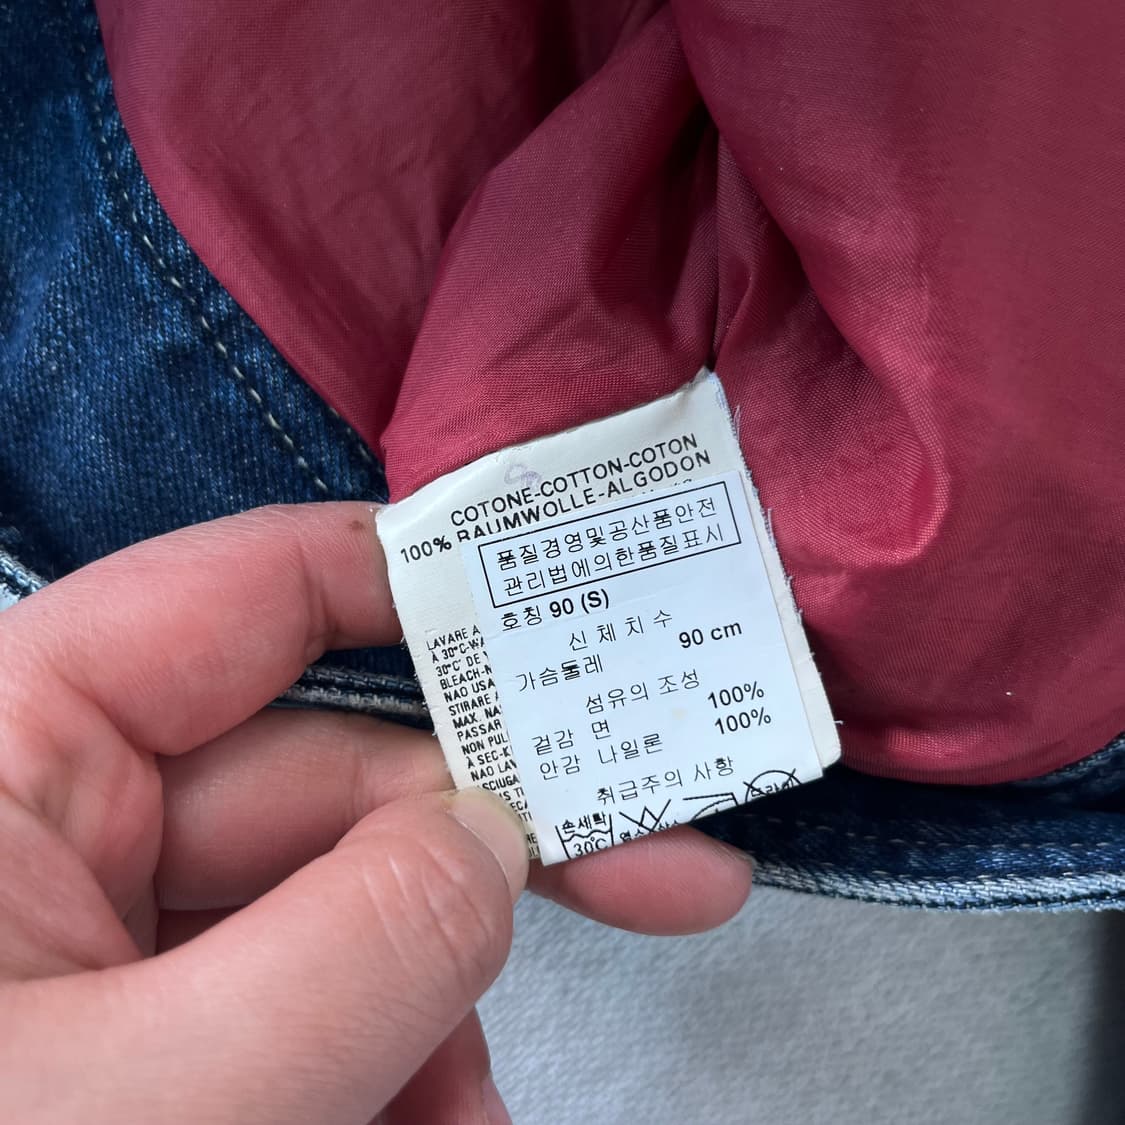 COTONE-COTTON-COTON
BAUMWOLLE-ALGODON
100%
품질경영및공산품안전
관리법에의한품질표시
호칭 90 (S)
신체치수
가슴둘레 90 cm
섬유의 조성
겉감 면 100%
안감 나일론 100%
취급주의 사항
손세탁
30℃
LAVARE A
A 30°C-WA
30°C DE
BLEACH-N
NAO USA
STIRARE
MAX. NA
PASSAR
NON PUL
À SEC-K
NAO LAV